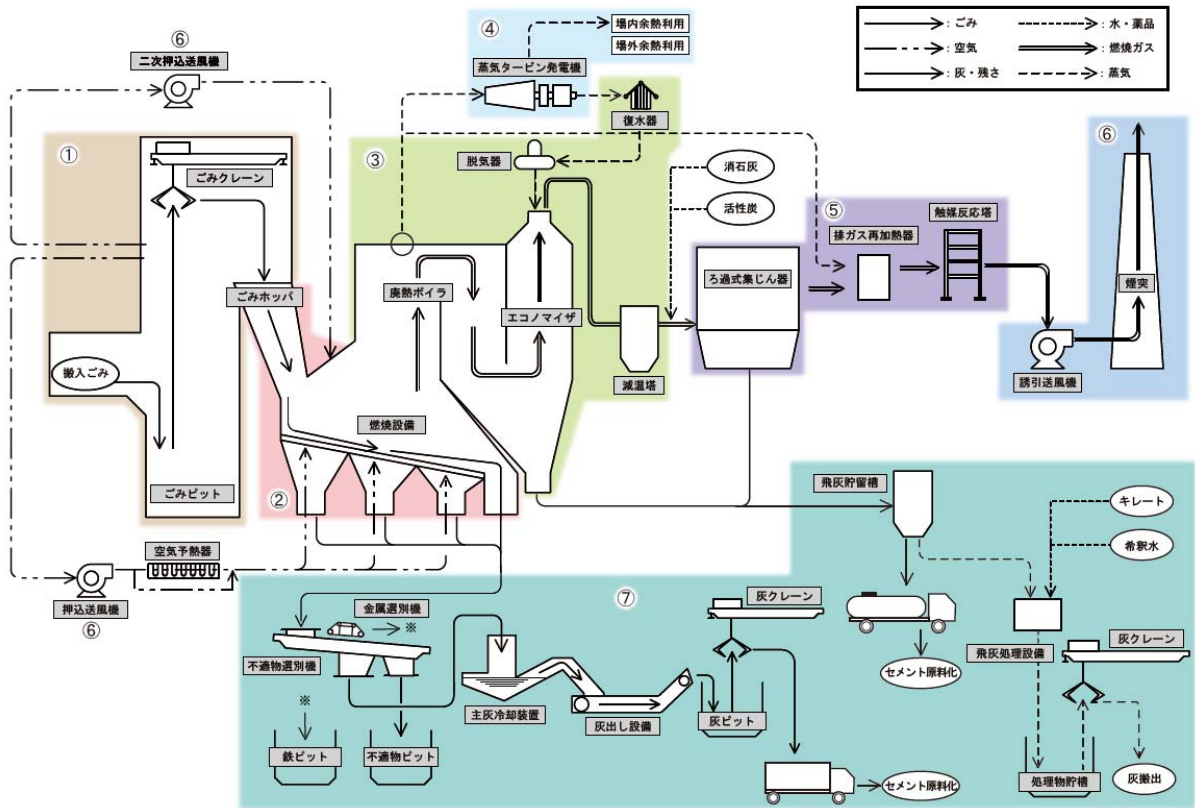 ⑥
二次押込送風機
④
場内余熱利用
場外余熱利用
蒸気タービン発電機
：ごみ
：水・薬品
：空気
：燃焼ガス
：灰・残さ
：蒸気
①
ごみクレーン
③
復水器
脱気器
消石灰
活性炭
⑤
触媒反応塔
排ガス再加熱器
⑥
ごみホッパ
廃熱ボイラ
エコノマイザ
ろ過式集じん器
煙突
搬入ごみ
減温塔
誘引送風機
燃焼設備
ごみピット
②
飛灰貯留槽
キレート
希釈水
空気予熱器
押込送風機
⑥
⑦
金属選別機
※
灰クレーン
灰クレーン
不適物選別機
セメント原料化
飛灰処理設備
※
主灰冷却装置
灰出し設備
灰ピット
鉄ピット
不適物ピット
セメント原料化
処理物貯槽
灰搬出